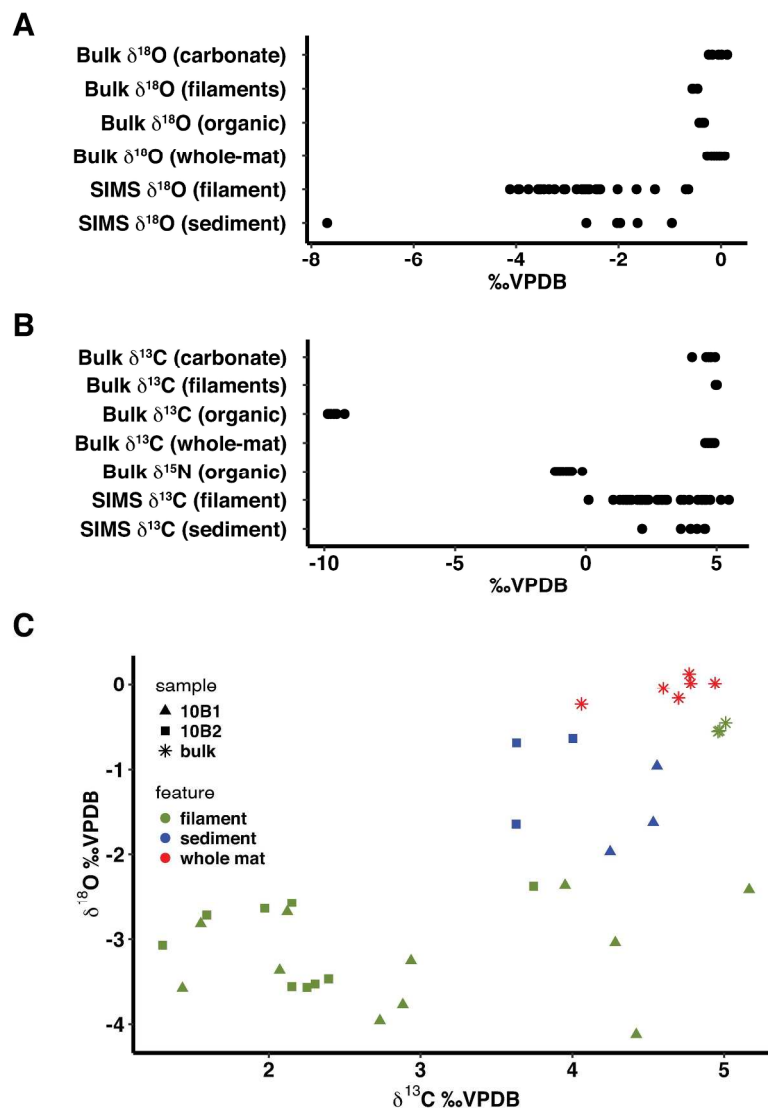 A
Bulk δ¹⁸O (carbonate)
Bulk δ¹⁸O (filaments)
Bulk δ¹⁸O (organic)
Bulk δ¹⁸O (whole-mat)
SIMS δ¹⁸O (filament)
SIMS δ¹⁸O (sediment)
-8 -6 -4 -2 0
‰VPDB
B
Bulk δ¹³C (carbonate)
Bulk δ¹³C (filaments)
Bulk δ¹³C (organic)
Bulk δ¹³C (whole-mat)
Bulk δ¹⁵N (organic)
SIMS δ¹³C (filament)
SIMS δ¹³C (sediment)
-10 -5 0 5
‰VPDB
C
δ¹⁸O ‰VPDB
0
-1
-2
-3
-4
sample
10B1
10B2
bulk
feature
filament
sediment
whole mat
2 3 4 5
δ¹³C ‰VPDB